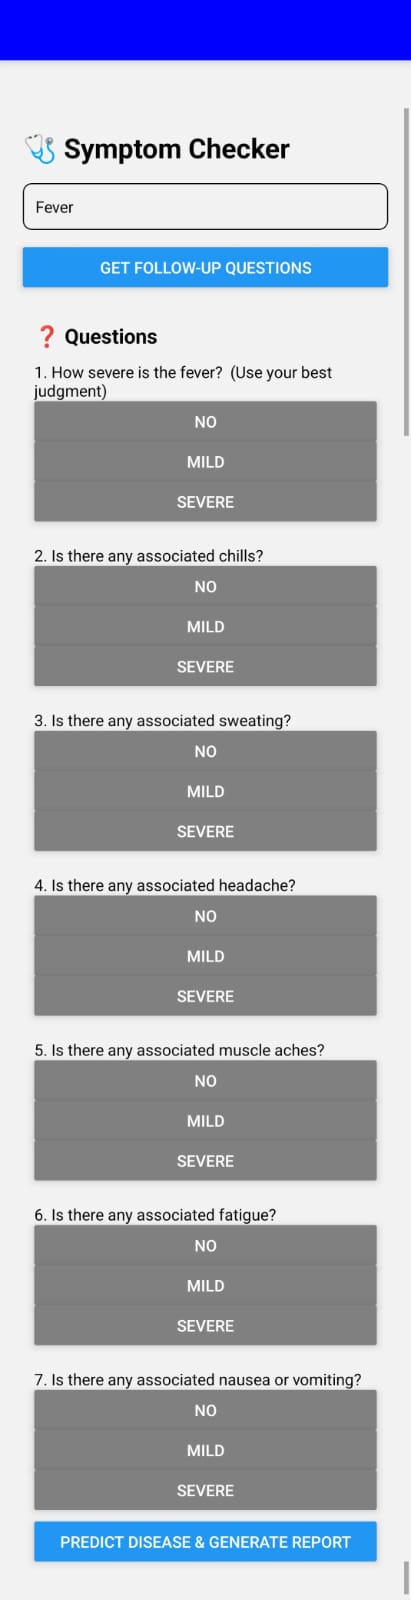 🩺 Symptom Checker
Fever
GET FOLLOW-UP QUESTIONS
❓ Questions
1. How severe is the fever?  (Use your best
judgment)
NO
MILD
SEVERE
2. Is there any associated chills?
NO
MILD
SEVERE
3. Is there any associated sweating?
NO
MILD
SEVERE
4. Is there any associated headache?
NO
MILD
SEVERE
5. Is there any associated muscle aches?
NO
MILD
SEVERE
6. Is there any associated fatigue?
NO
MILD
SEVERE
7. Is there any associated nausea or vomiting?
NO
MILD
SEVERE
PREDICT DISEASE & GENERATE REPORT